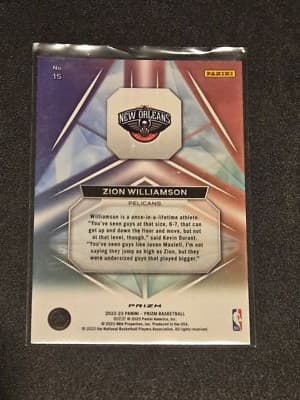 No.
15
PANINI
NEW ORLEANS
PELICANS
ZION WILLIAMSON
PELICANS
Williamson is a once-in-a-lifetime athlete.
"You've seen guys at that size, 6-7, that can
get up and down the floor and move, but not
at that level, though," said Kevin Durant.
"You've seen guys like Jason Maxiell, I'm not
saying they jump as high as Zion, but they
were undersized guys that played bigger."
PRIZM
2022-23 PANINI - PRIZM BASKETBALL
© 2023 Panini America, Inc.
© 2023 NBA Properties, Inc. Produced in the USA.
© 2023 the National Basketball Players Association. All rights reserved.